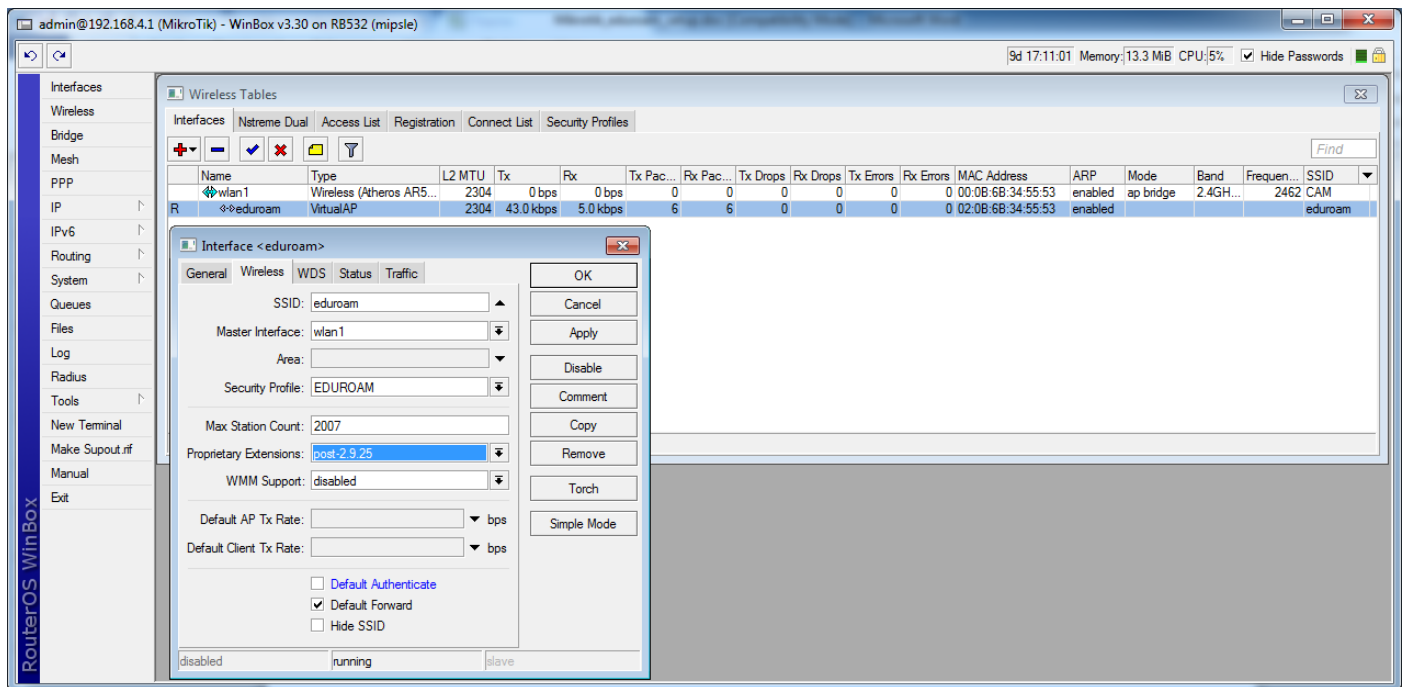 admin@192.168.4.1 (MikroTik) - WinBox v3.30 on RB532 (mipsle)
9d 17:11:01 Memory: 13.3 MiB CPU: 5% Hide Passwords
Interfaces
Wireless
Bridge
Mesh
PPP
IP
IPv6
Routing
System
Queues
Files
Log
Radius
Tools
New Terminal
Make Supout.rif
Manual
Exit
RouterOS WinBox
Wireless Tables
Interfaces Nstreme Dual Access List Registration Connect List Security Profiles
Find
Name Type L2 MTU Tx Rx Tx Pac... Rx Pac... Tx Drops Rx Drops Tx Errors Rx Errors MAC Address ARP Mode Band Frequen... SSID
wlan1 Wireless (Atheros AR5... 2304 0 bps 0 bps 0 0 0 0 0 0 00:0B:6B:34:55:53 enabled ap bridge 2.4GH... 2462 CAM
R eduroam VirtualAP 2304 43.0 kbps 5.0 kbps 6 6 0 0 0 0 02:0B:6B:34:55:53 enabled eduroam
Interface <eduroam>
General Wireless WDS Status Traffic
SSID: eduroam
Master Interface: wlan1
Area:
Security Profile: EDUROAM
Max Station Count: 2007
Proprietary Extensions: post-2.9.25
WMM Support: disabled
Default AP Tx Rate: bps
Default Client Tx Rate: bps
Default Authenticate
Default Forward
Hide SSID
OK
Cancel
Apply
Disable
Comment
Copy
Remove
Torch
Simple Mode
disabled running slave